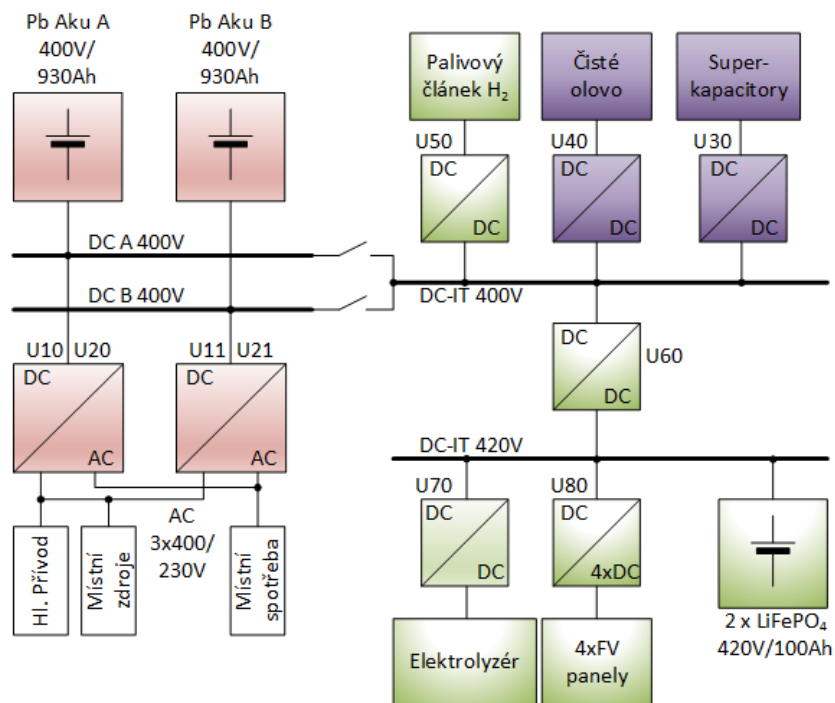 Pb Aku A
400V/
930Ah
Pb Aku B
400V/
930Ah
Palivový
článek H₂
Čisté
olovo
Super-
kapacitory
U50
DC
DC
U40
DC
DC
U30
DC
DC
DC A 400V
DC B 400V
DC-IT 400V
U10 U20
DC
AC
U11 U21
DC
AC
DC
DC
U60
DC-IT 420V
U70
DC
DC
U80
DC
4xDC
AC
3x400/
230V
Hl. Přívod
Místní
zdroje
Místní
spotřeba
Elektrolyzér
4xFV
panely
2 x LiFePO₄
420V/100Ah